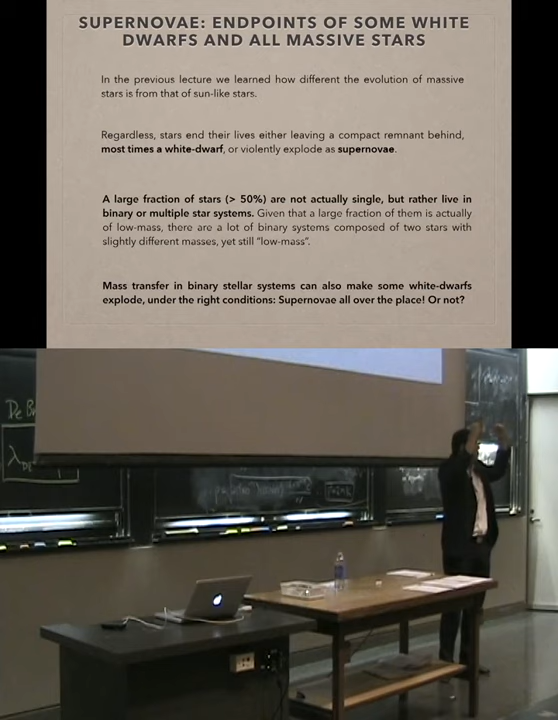 SUPERNOVAE: ENDPOINTS OF SOME WHITE
DWARFS AND ALL MASSIVE STARS
In the previous lecture we learned how different the evolution of massive
stars is from that of sun-like stars.
Regardless, stars end their lives either leaving a compact remnant behind,
most times a white-dwarf, or violently explode as supernovae.
A large fraction of stars (> 50%) are not actually single, but rather live in
binary or multiple star systems. Given that a large fraction of them is actually
of low-mass, there are a lot of binary systems composed of two stars with
slightly different masses, yet still "low-mass".
Mass transfer in binary stellar systems can also make some white-dwarfs
explode, under the right conditions: Supernovae all over the place! Or not?
De B